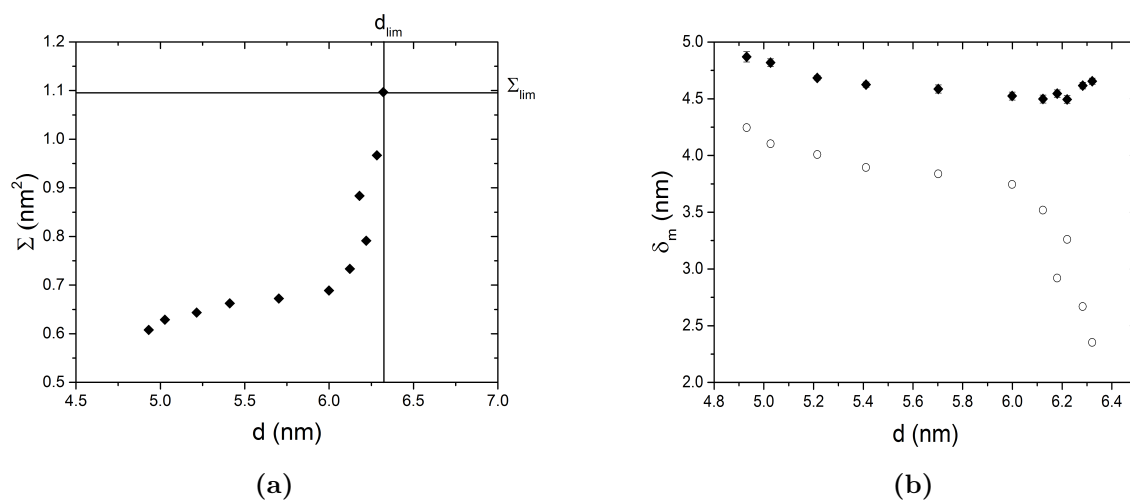 d_lim
1.2
1.1
1.0
0.9
0.8
0.7
0.6
0.5
Σ (nm²)
Σ_lim
4.5 5.0 5.5 6.0 6.5 7.0
d (nm)
(a)
5.0
4.5
4.0
3.5
3.0
2.5
2.0
δ_m (nm)
4.8 5.0 5.2 5.4 5.6 5.8 6.0 6.2 6.4
d (nm)
(b)